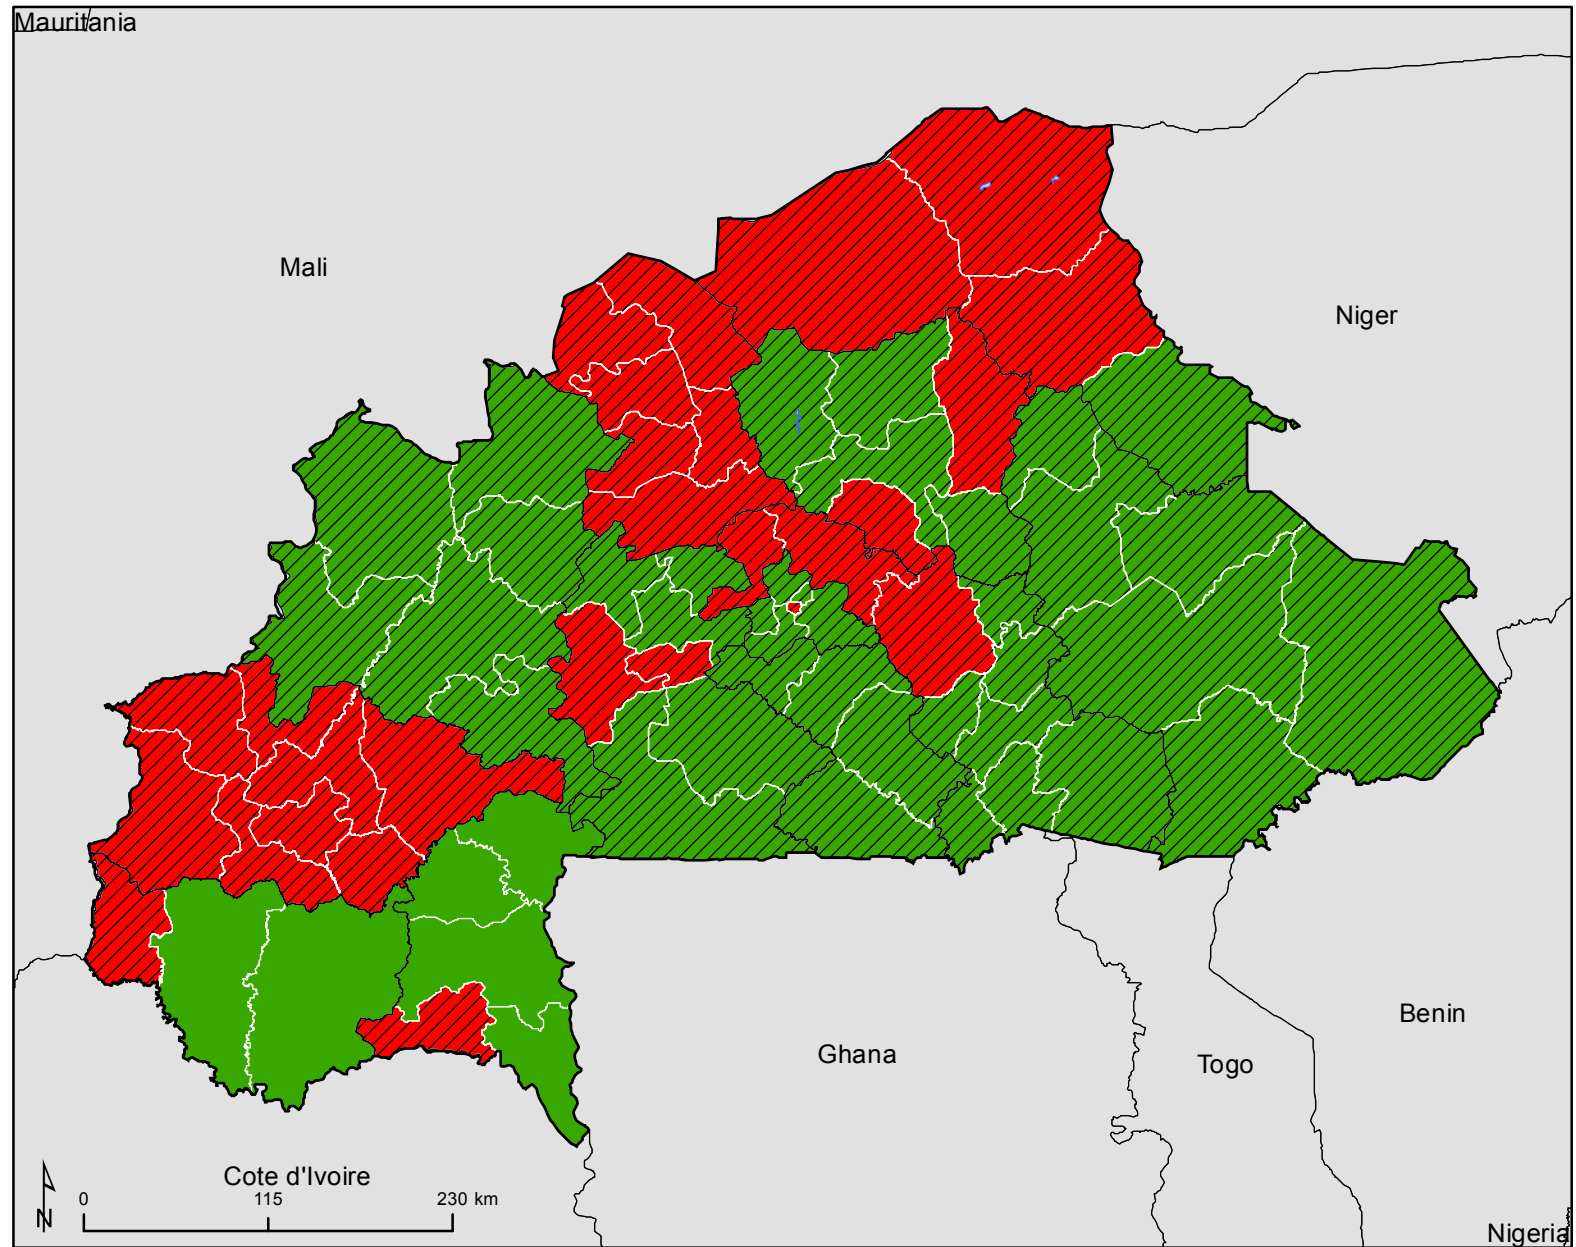 Mauritania
Mali
Niger
Benin
Ghana
Togo
Cote d'Ivoire
0 115 230 km
N
Nigeria